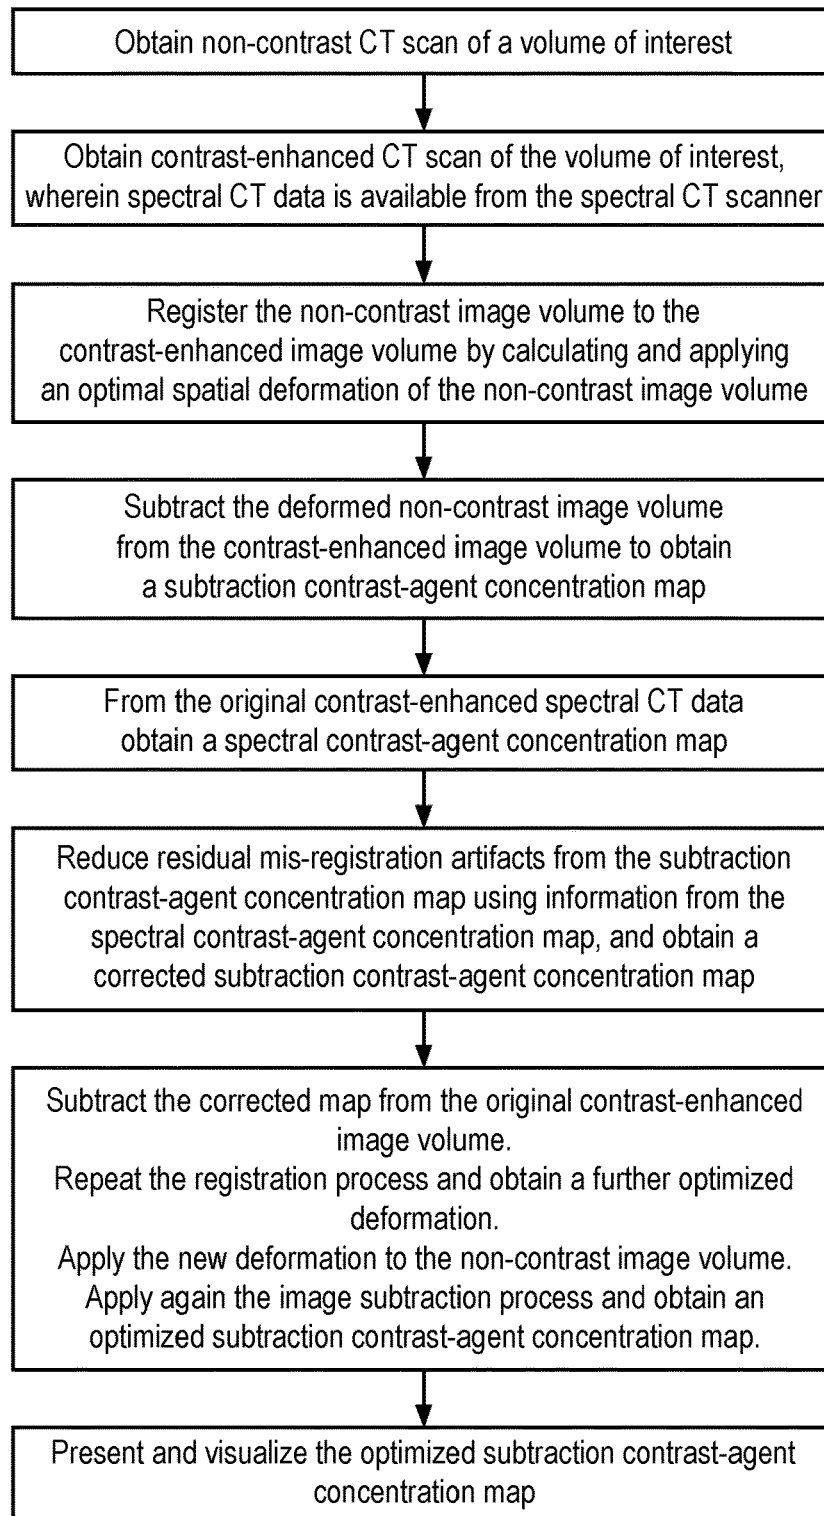 Obtain non-contrast CT scan of a volume of interest
Obtain contrast-enhanced CT scan of the volume of interest,
wherein spectral CT data is available from the spectral CT scanner
Register the non-contrast image volume to the
contrast-enhanced image volume by calculating and applying
an optimal spatial deformation of the non-contrast image volume
Subtract the deformed non-contrast image volume
from the contrast-enhanced image volume to obtain
a subtraction contrast-agent concentration map
From the original contrast-enhanced spectral CT data
obtain a spectral contrast-agent concentration map
Reduce residual mis-registration artifacts from the subtraction
contrast-agent concentration map using information from the
spectral contrast-agent concentration map, and obtain a
corrected subtraction contrast-agent concentration map
Subtract the corrected map from the original contrast-enhanced
image volume.
Repeat the registration process and obtain a further optimized
deformation.
Apply the new deformation to the non-contrast image volume.
Apply again the image subtraction process and obtain an
optimized subtraction contrast-agent concentration map.
Present and visualize the optimized subtraction contrast-agent
concentration map